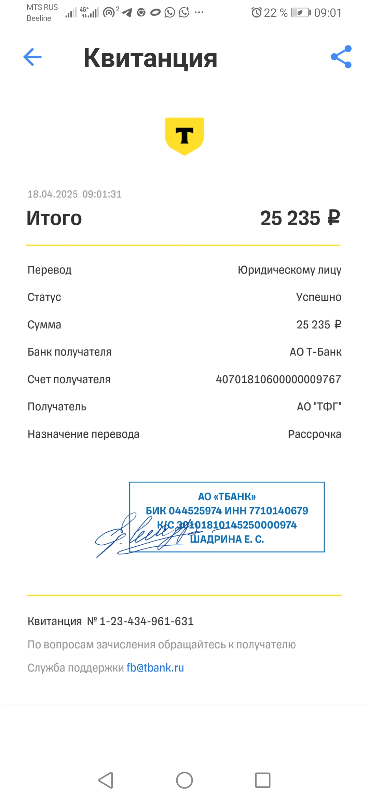 MTS RUS
Beeline
22 % 09:01
Квитанция
Т
18.04.2025 09:01:31
Итого 25 235 ₽
Перевод Юридическому лицу
Статус Успешно
Сумма 25 235 ₽
Банк получателя АО Т-Банк
Счет получателя 40701810600000009767
Получатель АО "ТФГ"
Назначение перевода Рассрочка
АО «ТБАНК»
БИК 044525974 ИНН 7710140679
К/С 30101810145250000974
ШАДРИНА Е. С.
Квитанция № 1-23-434-961-631
По вопросам зачисления обращайтесь к получателю
Служба поддержки fb@tbank.ru